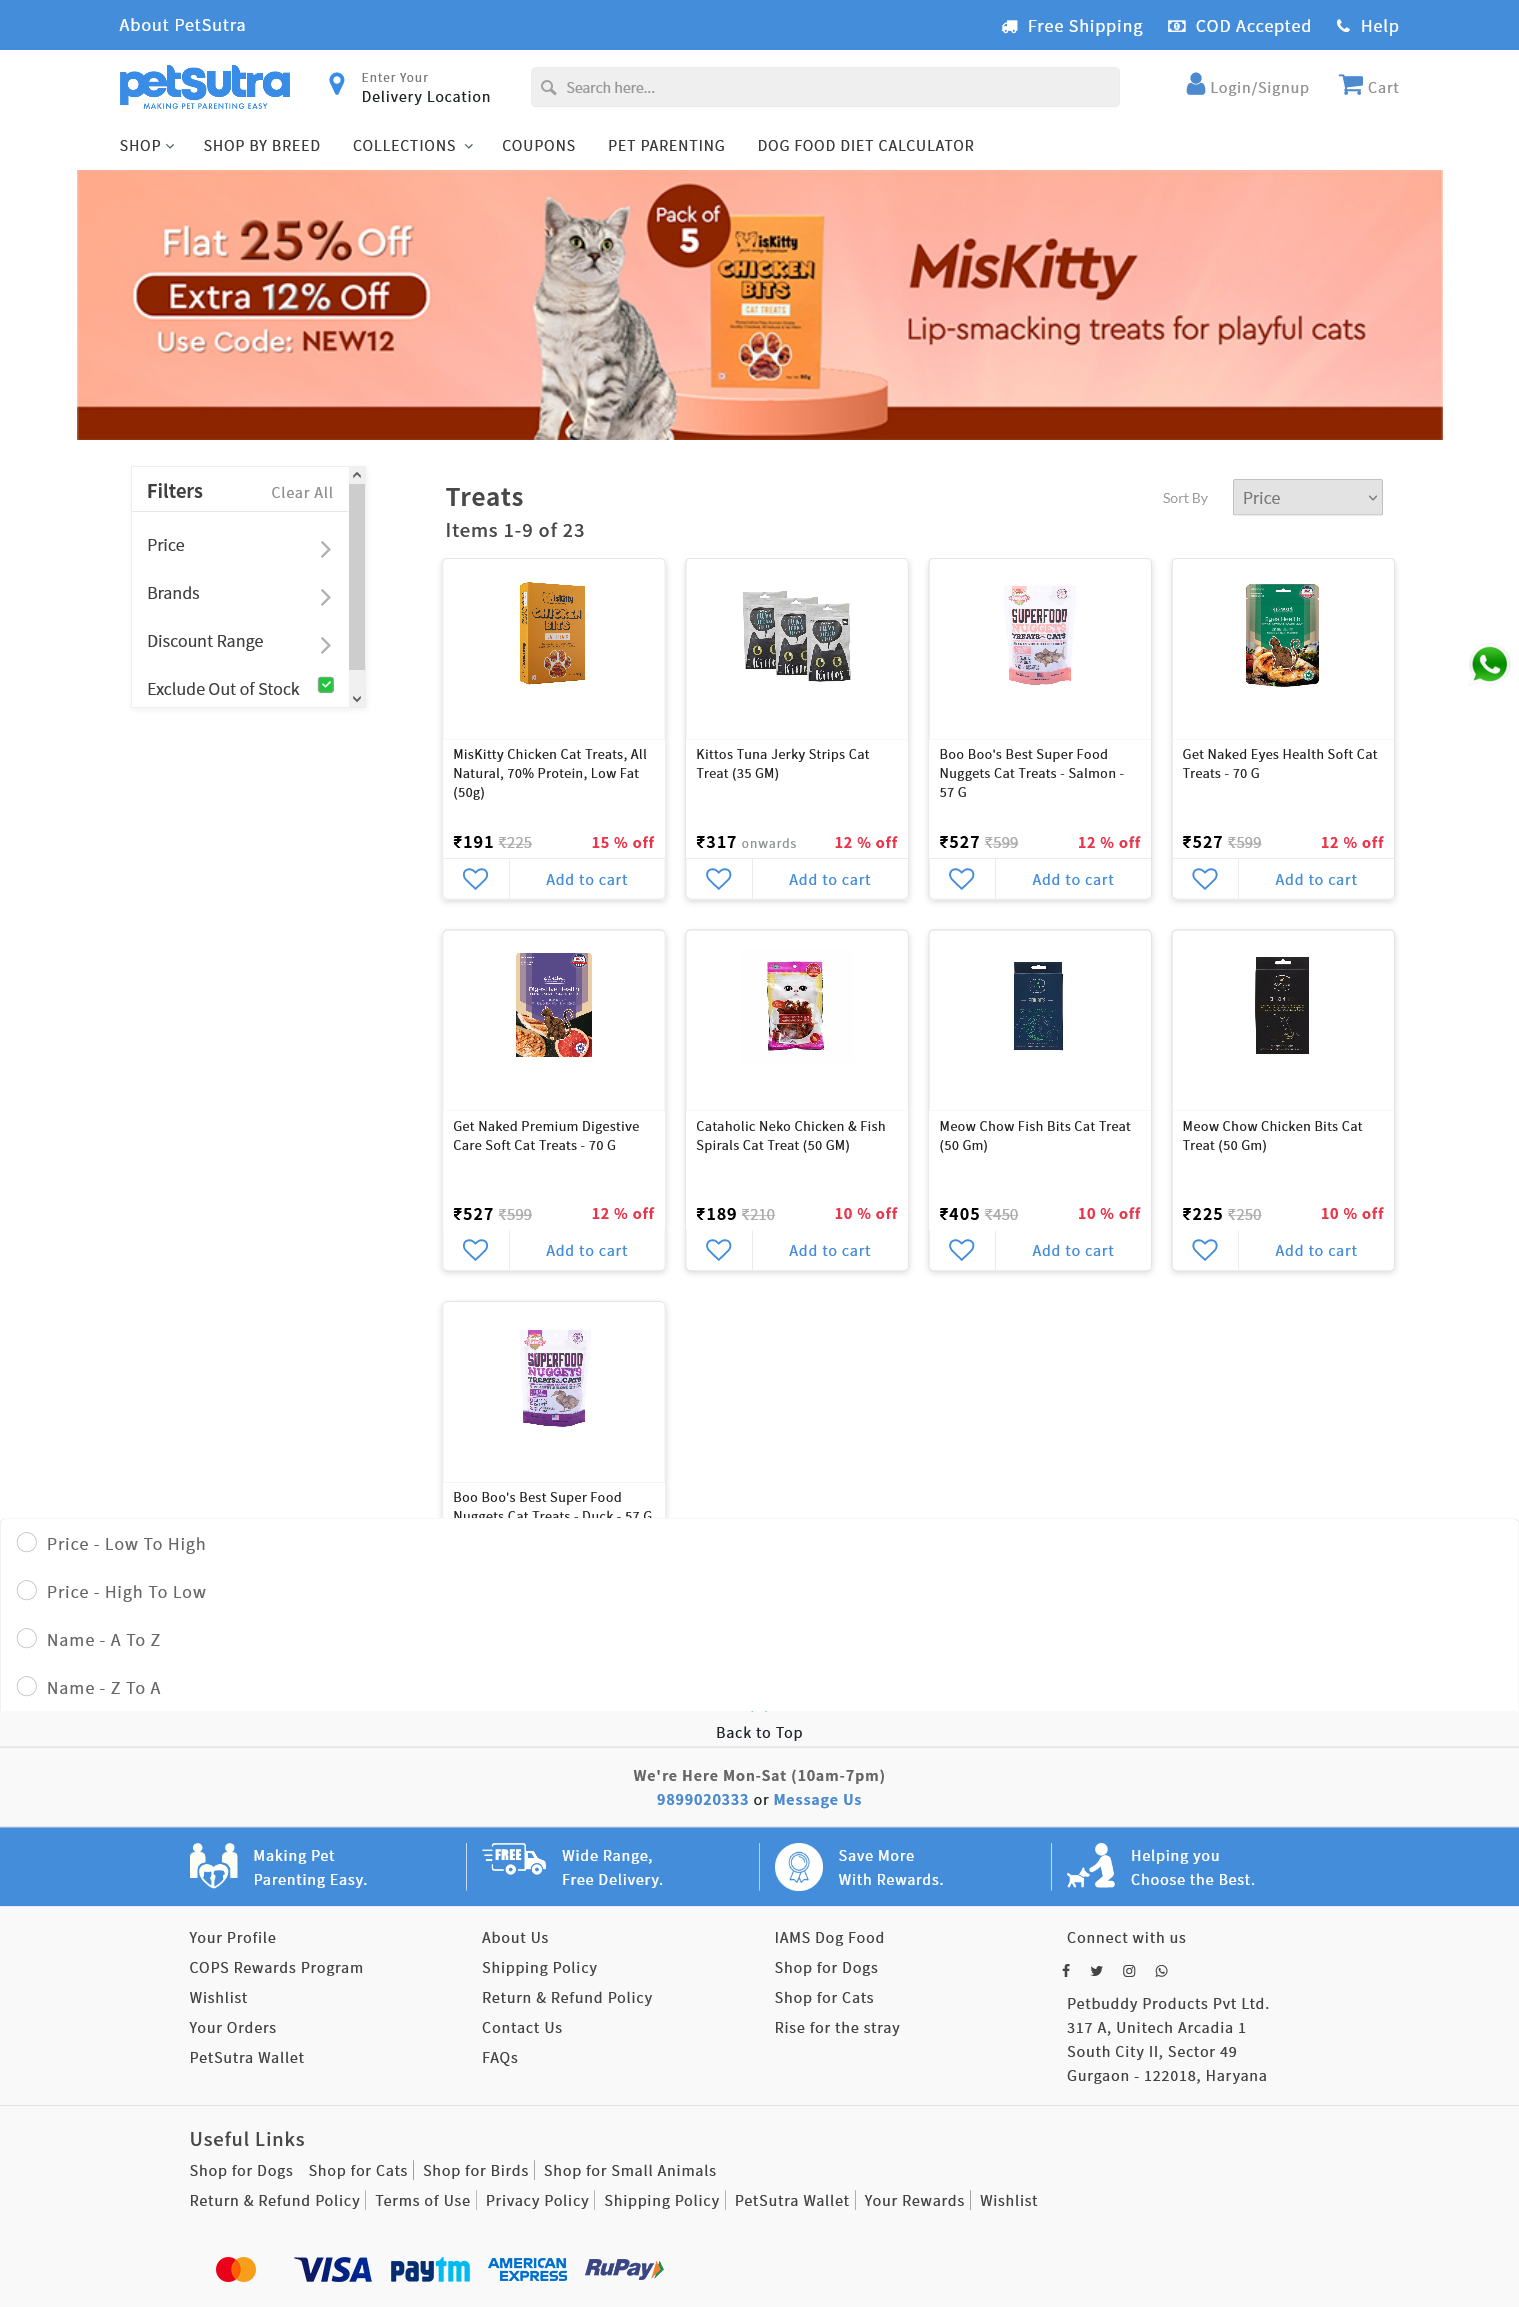 About PetSutra
Free Shipping
COD Accepted
Help
petSutra
MAKING PET PARENTING EASY
Enter Your
Delivery Location
Search here...
Login/Signup
Cart
SHOP
SHOP BY BREED
COLLECTIONS
COUPONS
PET PARENTING
DOG FOOD DIET CALCULATOR
Flat 25% Off
Extra 12% Off
Use Code: NEW12
Pack of
5
MisKitty
CHICKEN
BITS
CAT TREATS
MisKitty
Lip-smacking treats for playful cats
Filters
Clear All
Price
Brands
Discount Range
Exclude Out of Stock
Treats
Items 1-9 of 23
Sort By
Price
MisKitty
CHICKEN
BITS
Kittos
Kittos
Kittos
SUPERFOOD
NUGGETS
TREATS CATS
MisKitty Chicken Cat Treats, All
Natural, 70% Protein, Low Fat
(50g)
₹191 ₹225
15 % off
Add to cart
Kittos Tuna Jerky Strips Cat
Treat (35 GM)
₹317 onwards
12 % off
Add to cart
Boo Boo's Best Super Food
Nuggets Cat Treats - Salmon -
57 G
₹527 ₹599
12 % off
Add to cart
Get Naked Eyes Health Soft Cat
Treats - 70 G
₹527 ₹599
12 % off
Add to cart
Digestive Health
Get Naked Premium Digestive
Care Soft Cat Treats - 70 G
₹527 ₹599
12 % off
Add to cart
Cataholic Neko Chicken & Fish
Spirals Cat Treat (50 GM)
₹189 ₹210
10 % off
Add to cart
Meow Chow Fish Bits Cat Treat
(50 Gm)
₹405 ₹450
10 % off
Add to cart
Meow Chow Chicken Bits Cat
Treat (50 Gm)
₹225 ₹250
10 % off
Add to cart
SUPERFOOD
NUGGETS
TREATS CATS
Boo Boo's Best Super Food
Nuggets Cat Treats - Duck - 57 G
Price - Low To High
Price - High To Low
Name - A To Z
Name - Z To A
Back to Top
We're Here Mon-Sat (10am-7pm)
9899020333 or Message Us
Making Pet
Parenting Easy.
FREE
Wide Range,
Free Delivery.
Save More
With Rewards.
Helping you
Choose the Best.
Your Profile
COPS Rewards Program
Wishlist
Your Orders
PetSutra Wallet
About Us
Shipping Policy
Return & Refund Policy
Contact Us
FAQs
IAMS Dog Food
Shop for Dogs
Shop for Cats
Rise for the stray
Connect with us
Petbuddy Products Pvt Ltd.
317 A, Unitech Arcadia 1
South City II, Sector 49
Gurgaon - 122018, Haryana
Useful Links
Shop for Dogs
Shop for Cats
Shop for Birds
Shop for Small Animals
Return & Refund Policy
Terms of Use
Privacy Policy
Shipping Policy
PetSutra Wallet
Your Rewards
Wishlist
VISA
paytm
AMERICAN
EXPRESS
RuPay